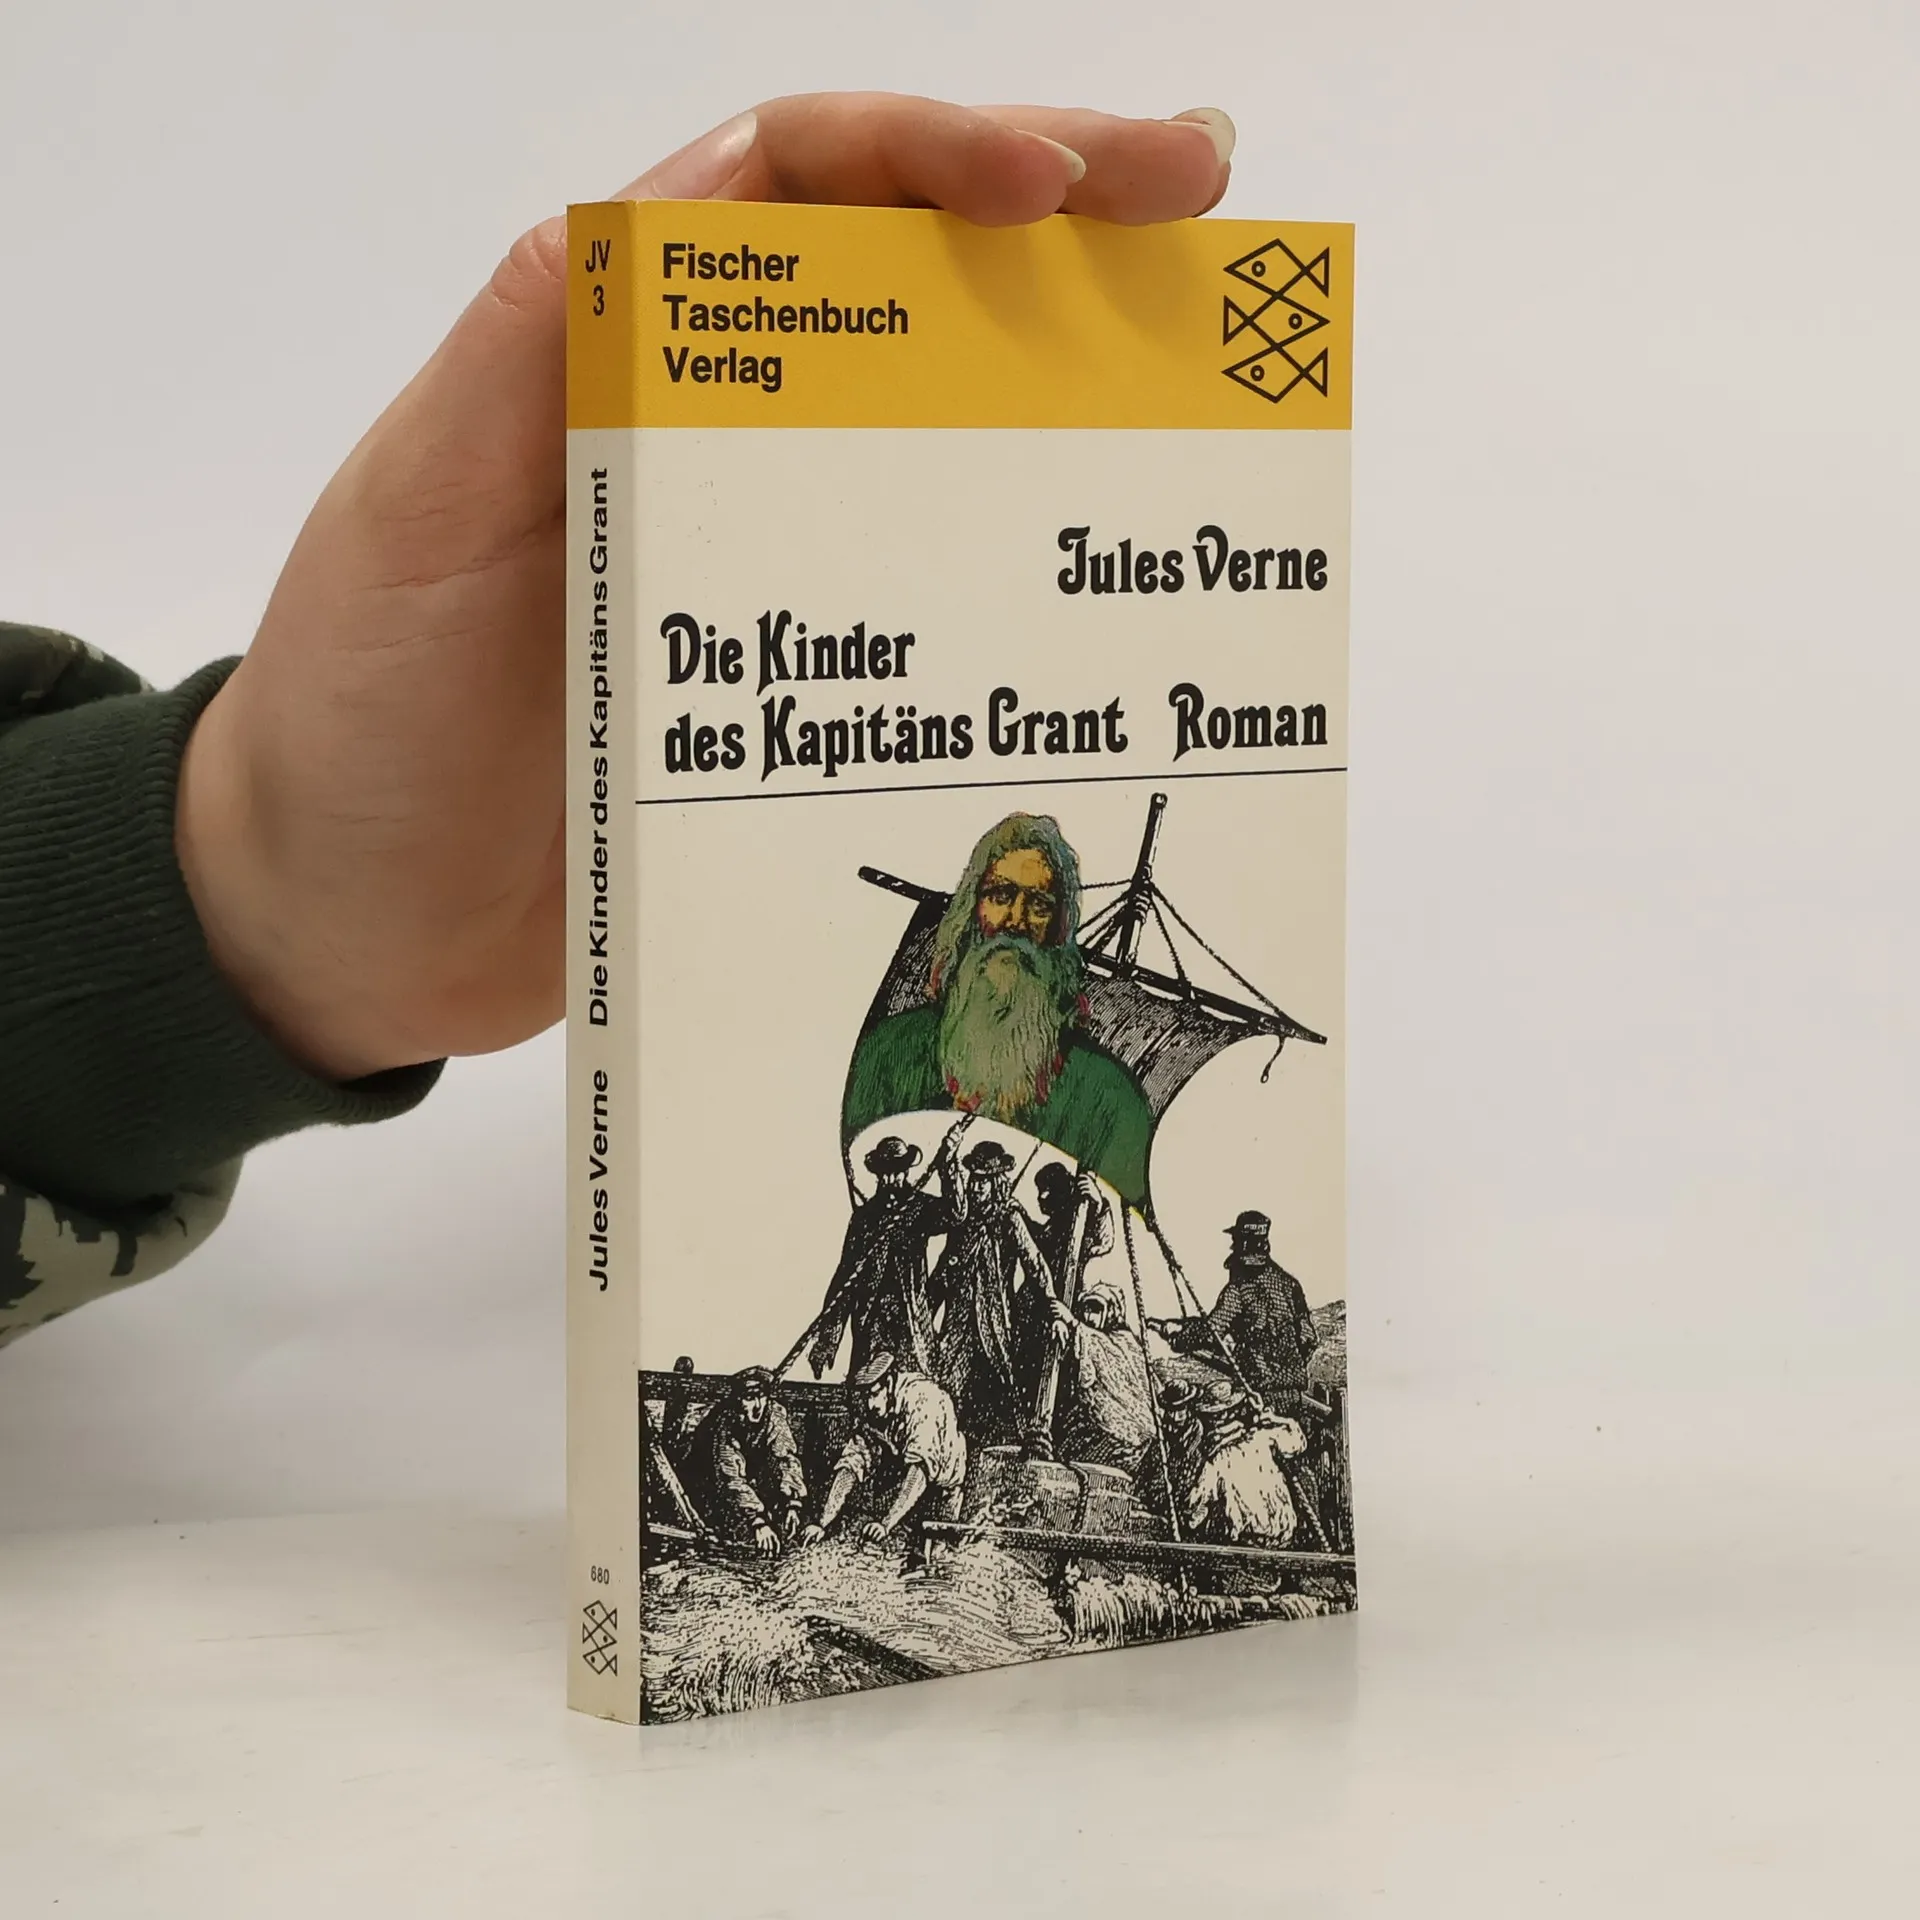 JV
3
Jules Verne Die Kinder des Kapitäns Grant
680
Fischer
Taschenbuch
Verlag
Jules Verne
Die Kinder
des Kapitäns Grant Roman